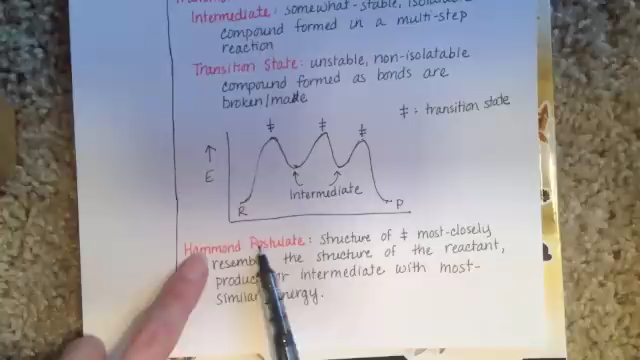 Intermediate: somewhat-stable,
compound formed in a multi-step
reaction
Transition State: unstable, non-isolatable
compound formed as bonds are
broken/made
‡ = transition state
‡ ‡ ‡
↑
E
Intermediate
R P
Hammond Postulate: structure of ‡ most-closely
the structure of the reactant,
intermediate with most-
similar energy.